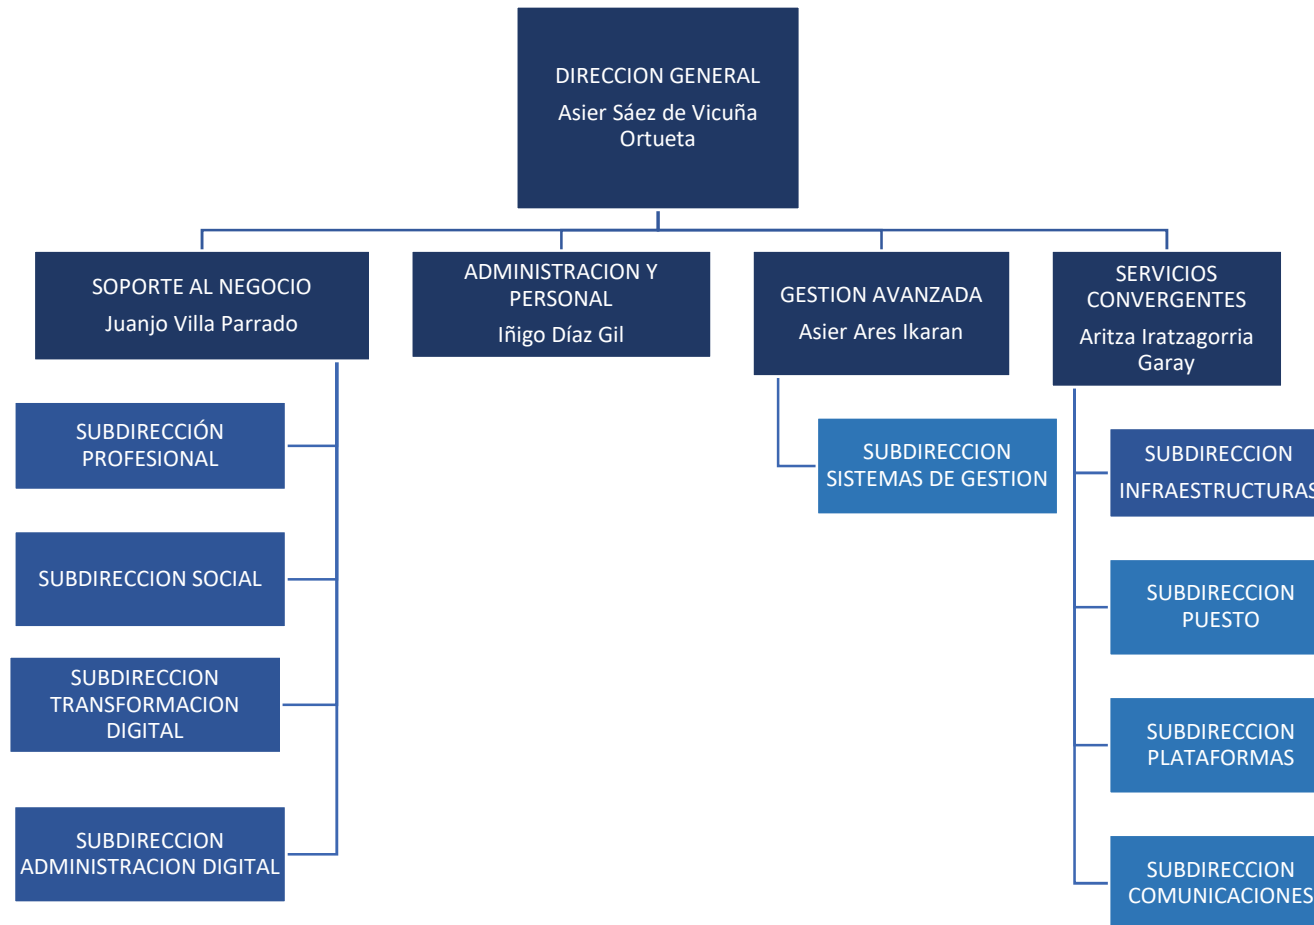 DIRECCION GENERAL
Asier Sáez de Vicuña
Ortueta
SOPORTE AL NEGOCIO
Juanjo Villa Parrado
ADMINISTRACION Y
PERSONAL
Iñigo Díaz Gil
GESTION AVANZADA
Asier Ares Ikaran
SERVICIOS
CONVERGENTES
Aritza Iratzagorria
Garay
SUBDIRECCIÓN
PROFESIONAL
SUBDIRECCION SOCIAL
SUBDIRECCION
TRANSFORMACION
DIGITAL
SUBDIRECCION
ADMINISTRACION DIGITAL
SUBDIRECCION
SISTEMAS DE GESTION
SUBDIRECCION
INFRAESTRUCTURAS
SUBDIRECCION
PUESTO
SUBDIRECCION
PLATAFORMAS
SUBDIRECCION
COMUNICACIONES